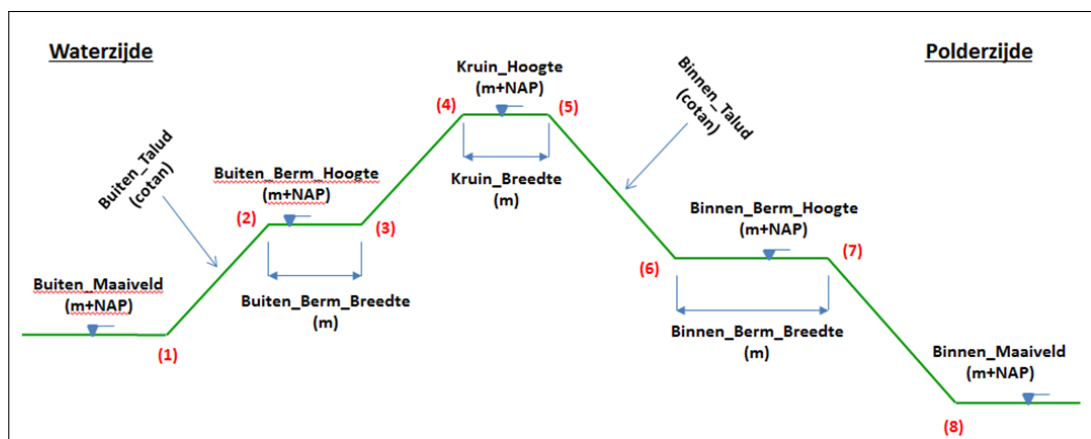 Waterzijde
Polderzijde
Kruin_Hoogte
(m+NAP)
(4)
(5)
Binnen_Talud
(cotan)
Buiten_Talud
(cotan)
Kruin_Breedte
(m)
Buiten_Berm_Hoogte
(m+NAP)
(2)
(3)
Binnen_Berm_Hoogte
(m+NAP)
(6)
(7)
Buiten_Maaiveld
(m+NAP)
Buiten_Berm_Breedte
(m)
Binnen_Berm_Breedte
(m)
(1)
Binnen_Maaiveld
(m+NAP)
(8)